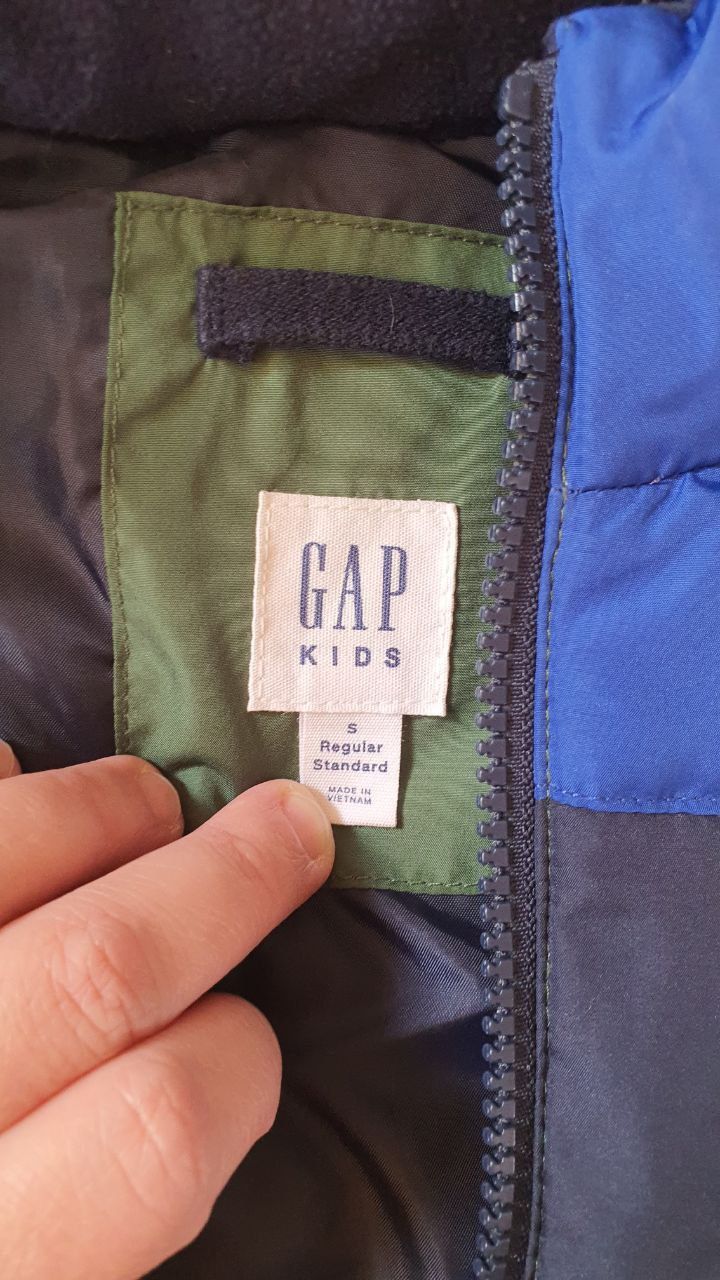 GAP
KIDS
S
Regular
Standard
MADE IN
VIETNAM